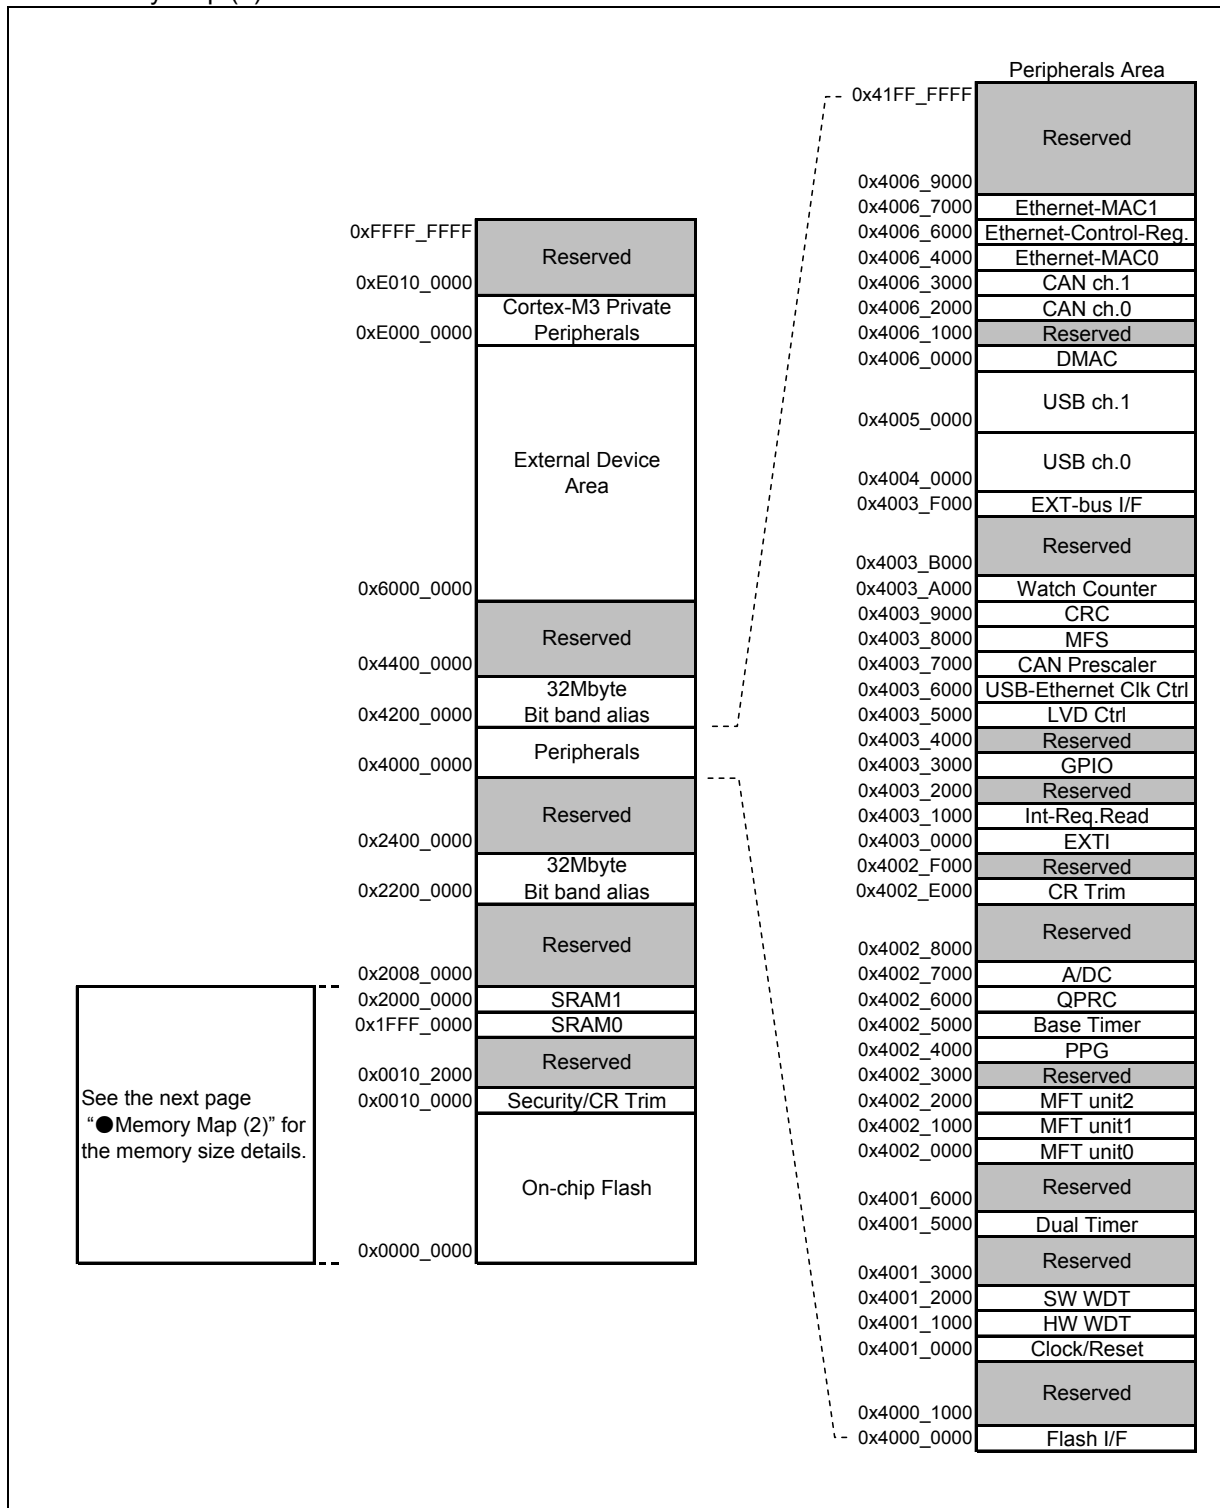 0xFFFF_FFFF
Reserved
0xE010_0000
Cortex-M3 Private
Peripherals
0xE000_0000
External Device
Area
0x6000_0000
Reserved
0x4400_0000
32Mbyte
Bit band alias
0x4200_0000
Peripherals
0x4000_0000
Reserved
0x2400_0000
32Mbyte
Bit band alias
0x2200_0000
Reserved
0x2008_0000
0x2000_0000 SRAM1
0x1FFF_0000 SRAM0
Reserved
0x0010_2000
0x0010_0000 Security/CR Trim
On-chip Flash
0x0000_0000
See the next page
“●Memory Map (2)” for
the memory size details.
Peripherals Area
0x41FF_FFFF
Reserved
0x4006_9000
0x4006_7000 Ethernet-MAC1
0x4006_6000 Ethernet-Control-Reg.
0x4006_4000 Ethernet-MAC0
0x4006_3000 CAN ch.1
0x4006_2000 CAN ch.0
0x4006_1000 Reserved
0x4006_0000 DMAC
USB ch.1
0x4005_0000
USB ch.0
0x4004_0000
0x4003_F000 EXT-bus I/F
Reserved
0x4003_B000
0x4003_A000 Watch Counter
0x4003_9000 CRC
0x4003_8000 MFS
0x4003_7000 CAN Prescaler
0x4003_6000 USB-Ethernet Clk Ctrl
0x4003_5000 LVD Ctrl
0x4003_4000 Reserved
0x4003_3000 GPIO
0x4003_2000 Reserved
0x4003_1000 Int-Req.Read
0x4003_0000 EXTI
0x4002_F000 Reserved
0x4002_E000 CR Trim
Reserved
0x4002_8000
0x4002_7000 A/DC
0x4002_6000 QPRC
0x4002_5000 Base Timer
0x4002_4000 PPG
0x4002_3000 Reserved
0x4002_2000 MFT unit2
0x4002_1000 MFT unit1
0x4002_0000 MFT unit0
Reserved
0x4001_6000
0x4001_5000 Dual Timer
Reserved
0x4001_3000
0x4001_2000 SW WDT
0x4001_1000 HW WDT
0x4001_0000 Clock/Reset
Reserved
0x4000_1000
0x4000_0000 Flash I/F